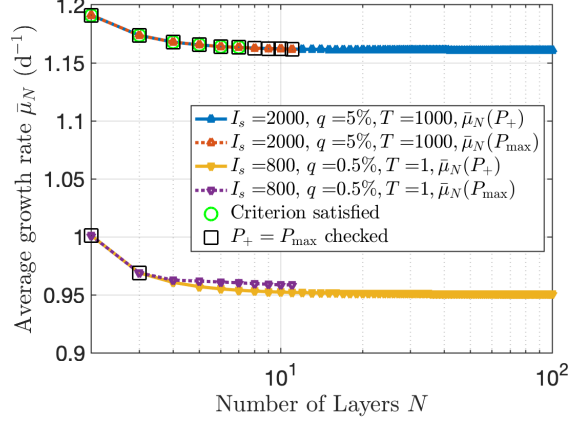 1.2
1.15
1.1
1.05
1
0.95
0.9
Average growth rate μ̄_N (d⁻¹)
I_s =2000, q =5%, T =1000, μ̄_N(P_+)
I_s =2000, q =5%, T =1000, μ̄_N(P_max)
I_s =800, q =0.5%, T =1, μ̄_N(P_+)
I_s =800, q =0.5%, T =1, μ̄_N(P_max)
Criterion satisfied
P_+ = P_max checked
10¹
10²
Number of Layers N